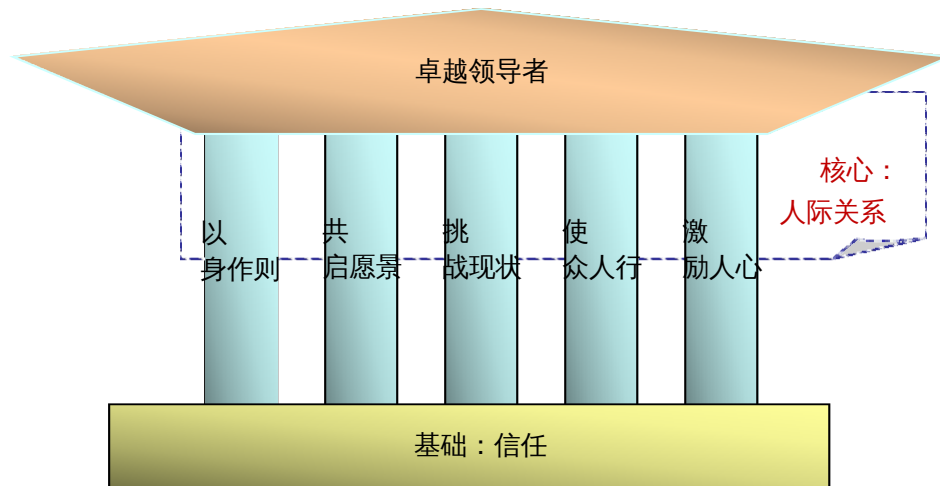 卓越领导者
核心：
人际关系
以
身作则
共
启愿景
挑
战现状
使
众人行
激
励人心
基础：信任